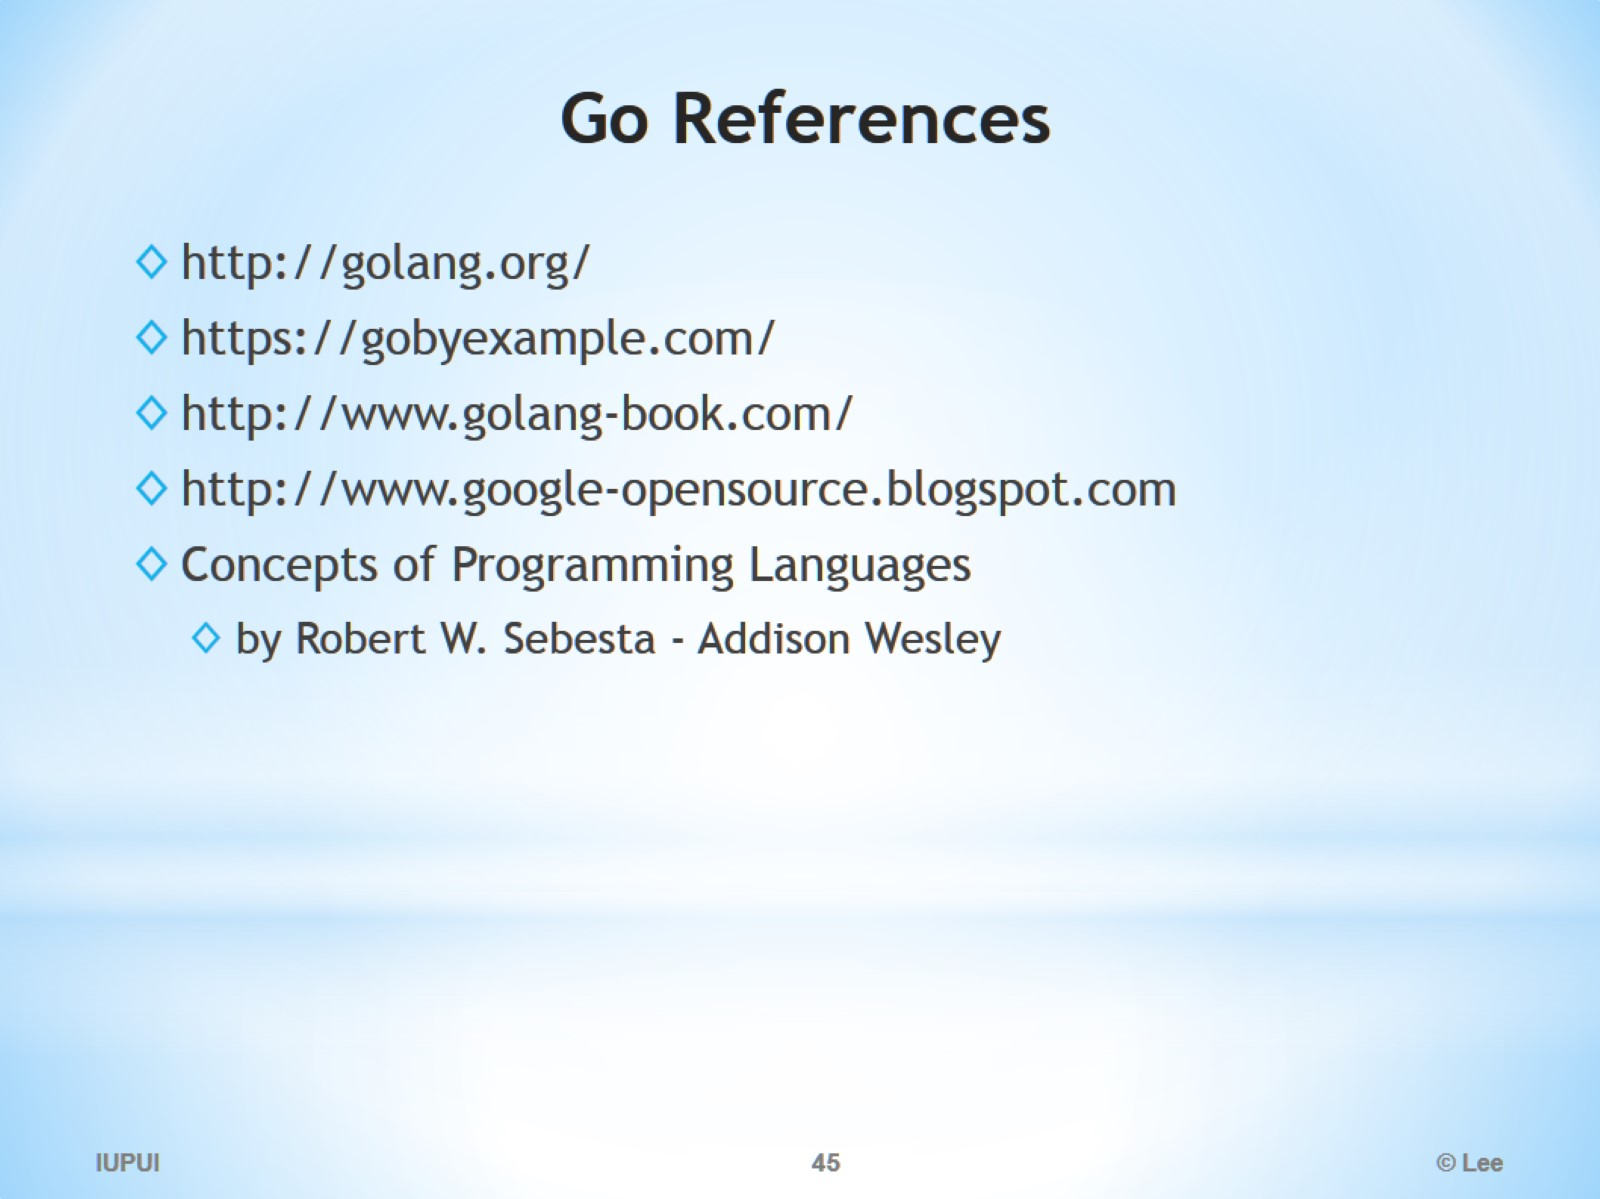 Go References
http://golang.org/
https://gobyexample.com/
http://www.golang-book.com/
http://www.google-opensource.blogspot.com
Concepts of Programming Languages
by Robert W. Sebesta - Addison Wesley
IUPUI 45 © Lee